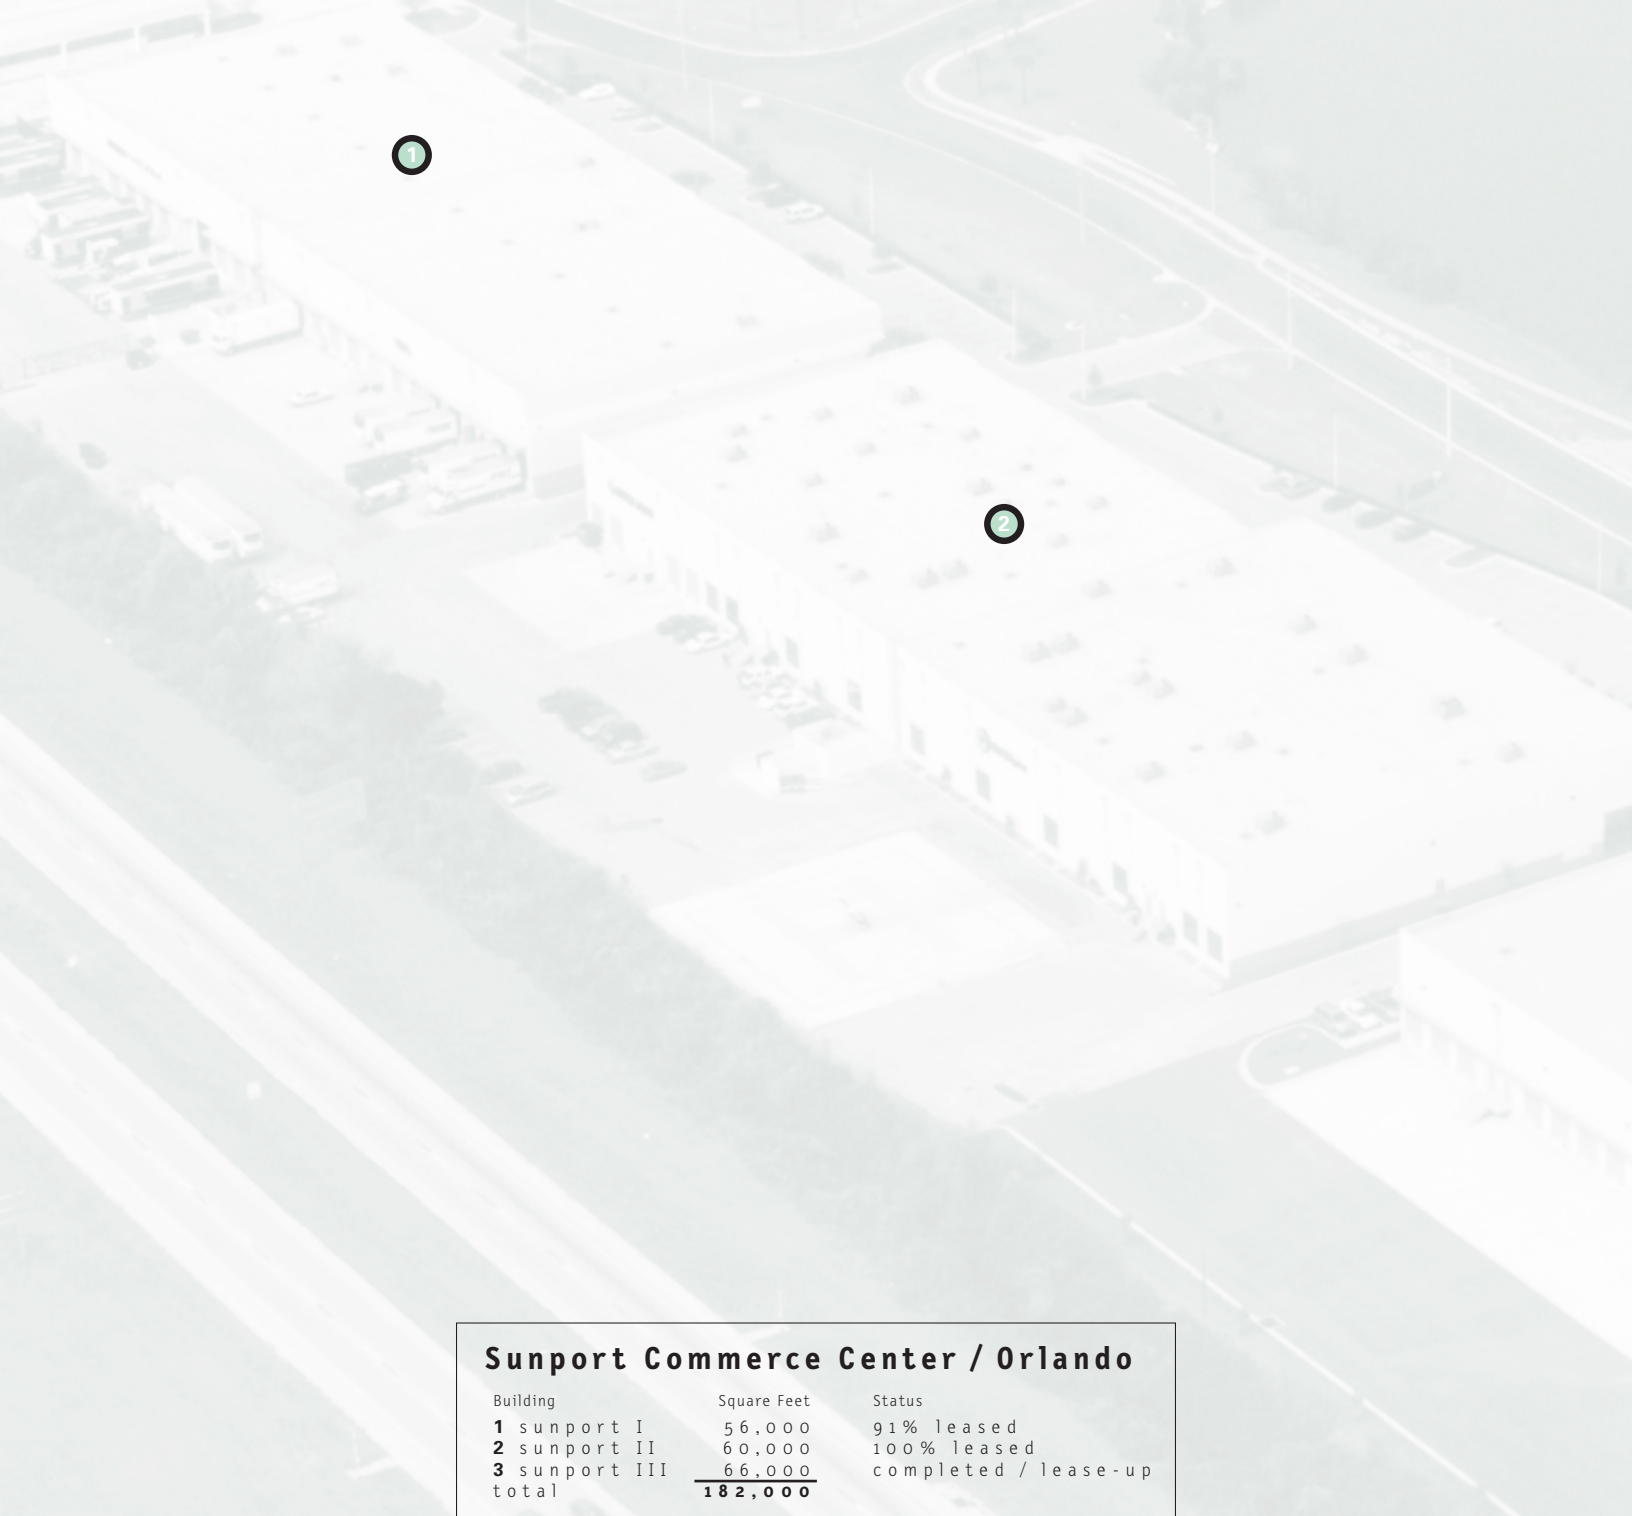 1
2
Sunport Commerce Center / Orlando
Building Square Feet Status
1 sunport I 56,000 91% leased
2 sunport II 60,000 100% leased
3 sunport III 66,000 completed / lease-up
total 182,000